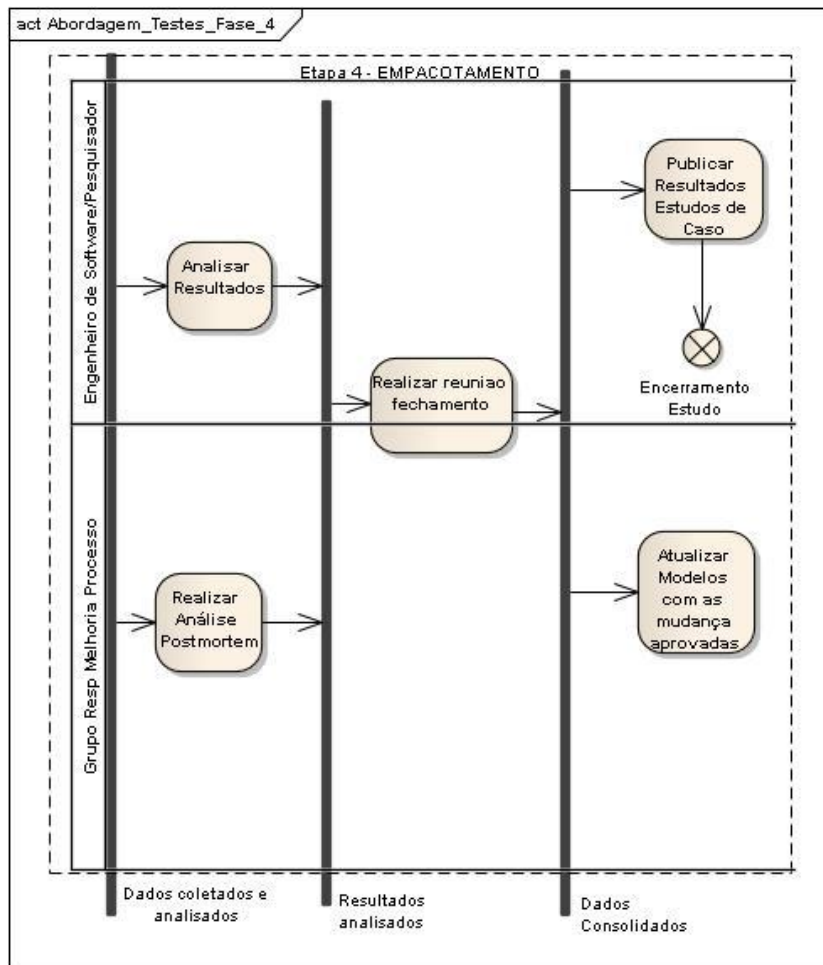 act Abordagem_Testes_Fase_4
Etapa 4 - EMPACOTAMENTO
Engenheiro de Software/Pesquisador
Analisar
Resultados
Realizar reuniao
fechamento
Publicar
Resultados
Estudos de
Caso
Encerramento
Estudo
Grupo Resp Melhoria Processo
Realizar
Análise
Postmortem
Atualizar
Modelos
com as
mudança
aprovadas
Dados coletados e
analisados
Resultados
analisados
Dados
Consolidados